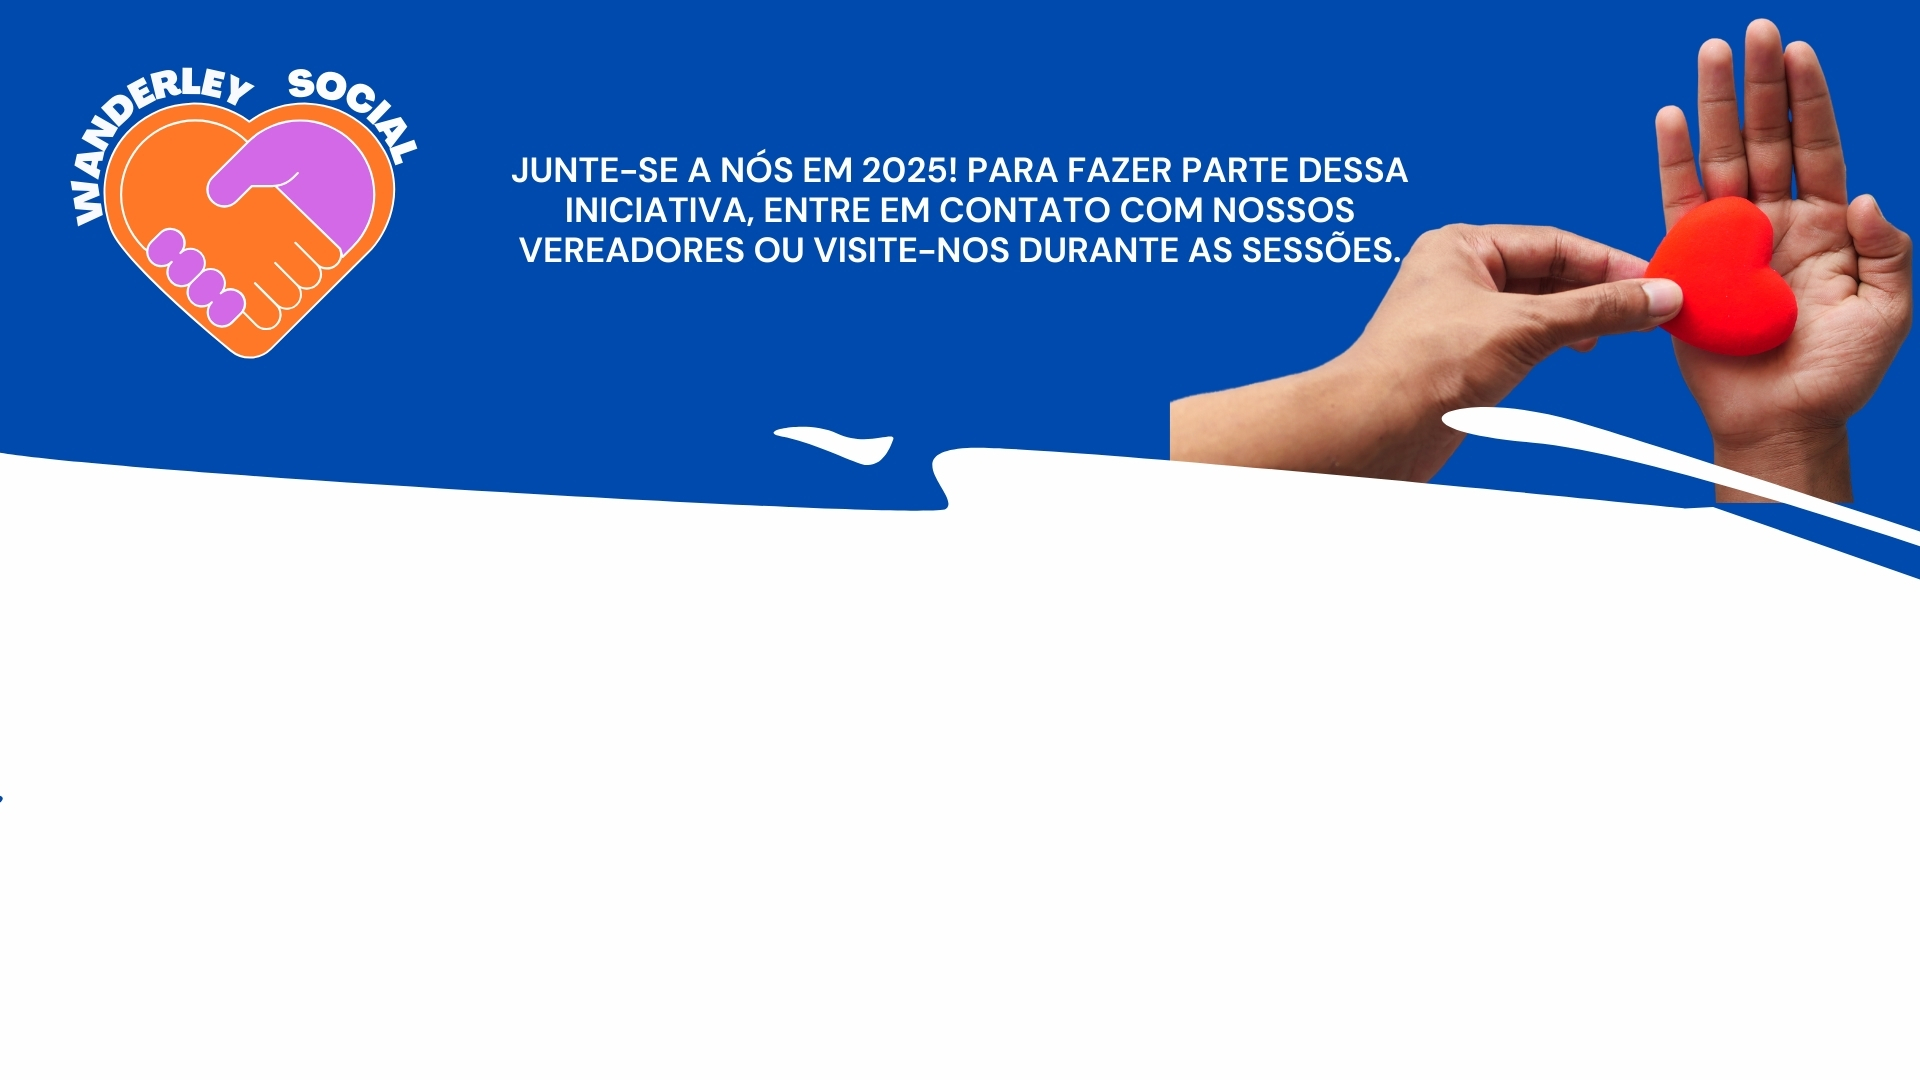 WANDERLEY SOCIAL
JUNTE-SE A NÓS EM 2025! PARA FAZER PARTE DESSA
INICIATIVA, ENTRE EM CONTATO COM NOSSOS
VEREADORES OU VISITE-NOS DURANTE AS SESSÕES.